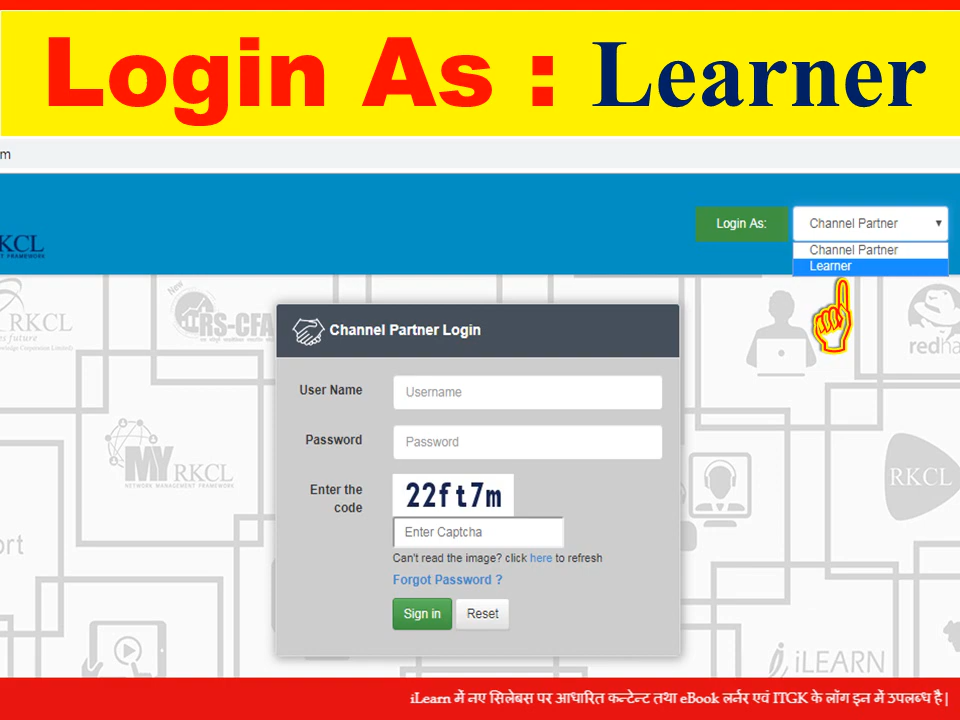 Login As : Learner
m
Login As:
Channel Partner
Channel Partner
Learner
RKCL
New
RS-CFA
RKCL
redha
Channel Partner Login
User Name
Username
Password
Password
Enter the
code
22ft7m
Enter Captcha
Can't read the image? click here to refresh
Forgot Password ?
Sign in
Reset
MYRKCL
NETWORK MANAGEMENT FRAMEWORK
RKCL
ort
iLEARN
iLearn में नए सिलेबस पर आधारित कन्टेन्ट तथा eBook लर्नर एवं ITGK के लॉग इन में उपलब्ध है|